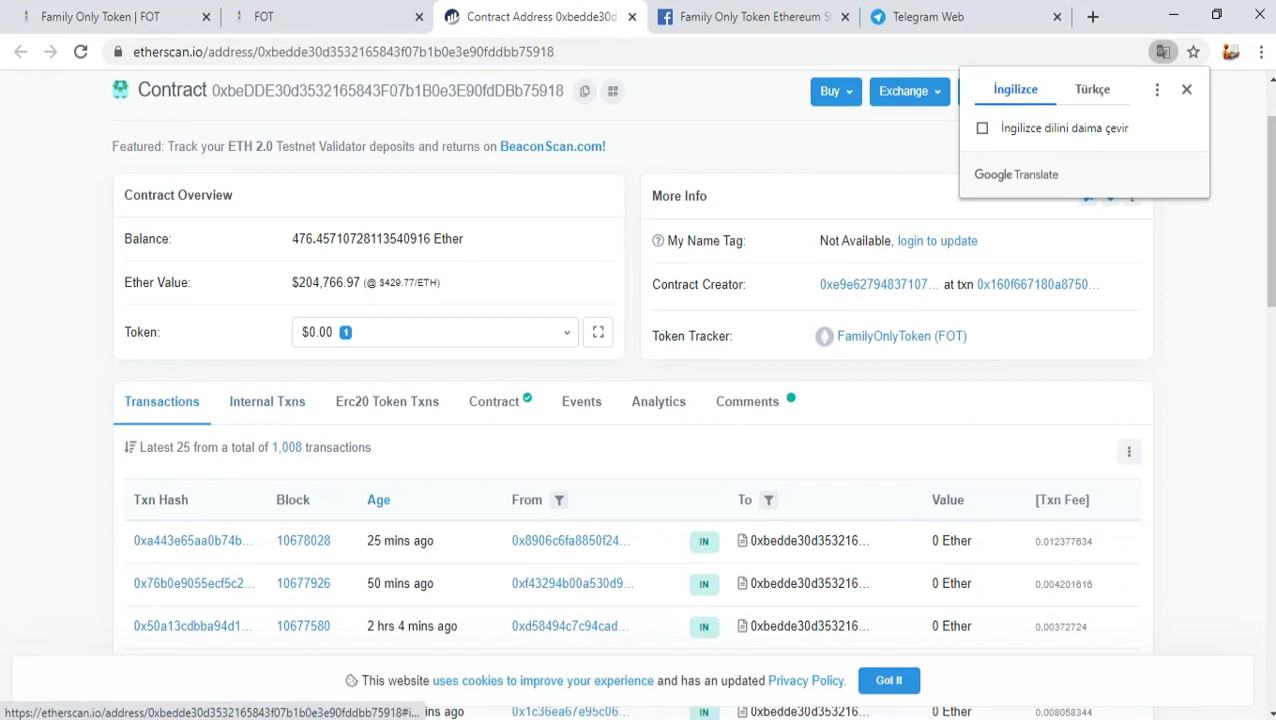 Family Only Token | FOT
FOT
Contract Address 0xbedde30d
Family Only Token Ethereum S
Telegram Web
etherscan.io/address/0xbedde30d3532165843f07b1b0e3e90fddbb75918
Contract 0xbeDDE30d3532165843F07b1B0E3E90fdDBb75918
Buy
Exchange
İngilizce
Türkçe
İngilizce dilini daima çevir
Google Translate
Featured: Track your ETH 2.0 Testnet Validator deposits and returns on BeaconScan.com!
Contract Overview
Balance: 476.45710728113540916 Ether
Ether Value: $204,766.97 (@ $429.77/ETH)
Token: $0.00 1
More Info
My Name Tag: Not Available, login to update
Contract Creator: 0xe9e62794837107... at txn 0x160f667180a8750...
Token Tracker: FamilyOnlyToken (FOT)
Transactions Internal Txns Erc20 Token Txns Contract Events Analytics Comments
Latest 25 from a total of 1,008 transactions
Txn Hash Block Age From To Value [Txn Fee]
0xa443e65aa0b74b... 10678028 25 mins ago 0x8906c6fa8850f24... IN 0xbedde30d353216... 0 Ether 0.012377634
0x76b0e9055ecf5c2... 10677926 50 mins ago 0xf43294b00a530d9... IN 0xbedde30d353216... 0 Ether 0.004201616
0x50a13cdbba94d1... 10677580 2 hrs 4 mins ago 0xd58494c7c94cad... IN 0xbedde30d353216... 0 Ether 0.00372724
This website uses cookies to improve your experience and has an updated Privacy Policy. Got It
https://etherscan.io/address/0xbedde30d3532165843f07b1b0e3e90fddbb75918#i... ins ago 0x1c36ea67e95c06... IN 0xbedde30d353216... 0 Ether 0.008058344